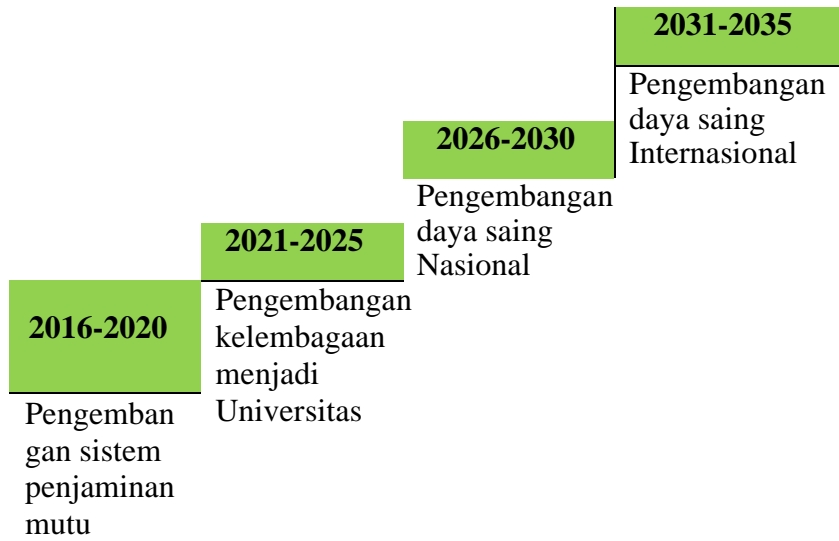 2016-2020
Pengemban
gan sistem
penjaminan
mutu
2021-2025
Pengembangan
kelembagaan
menjadi
Universitas
2026-2030
Pengembangan
daya saing
Nasional
2031-2035
Pengembangan
daya saing
Internasional